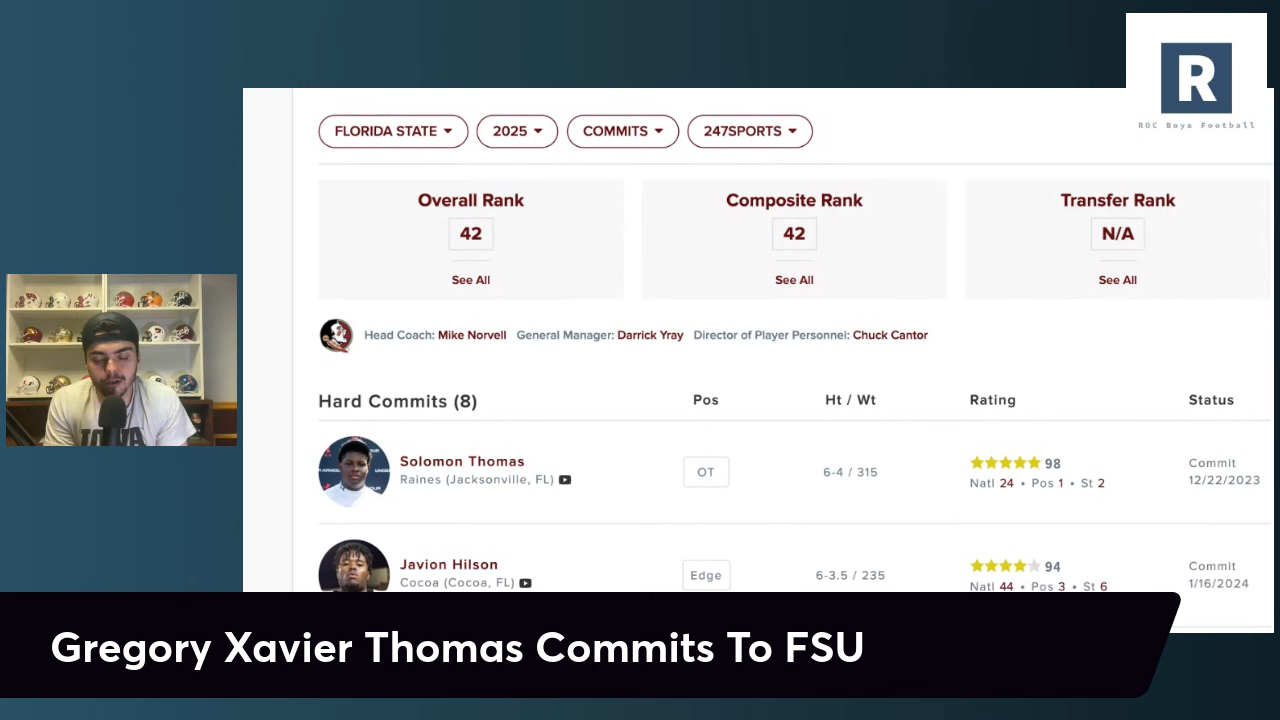 R
ROC Boys Football
FLORIDA STATE
2025
COMMITS
247SPORTS
Overall Rank
42
See All
Composite Rank
42
See All
Transfer Rank
N/A
See All
Head Coach: Mike Norvell General Manager: Darrick Yray Director of Player Personnel: Chuck Cantor
Hard Commits (8) Pos Ht / Wt Rating Status
Solomon Thomas
Raines (Jacksonville, FL)
OT
6-4 / 315
98
Natl 24 • Pos 1 • St 2
Commit
12/22/2023
Javion Hilson
Cocoa (Cocoa, FL)
Edge
6-3.5 / 235
94
Natl 44 • Pos 3 • St 6
Commit
1/16/2024
IOWA
Gregory Xavier Thomas Commits To FSU